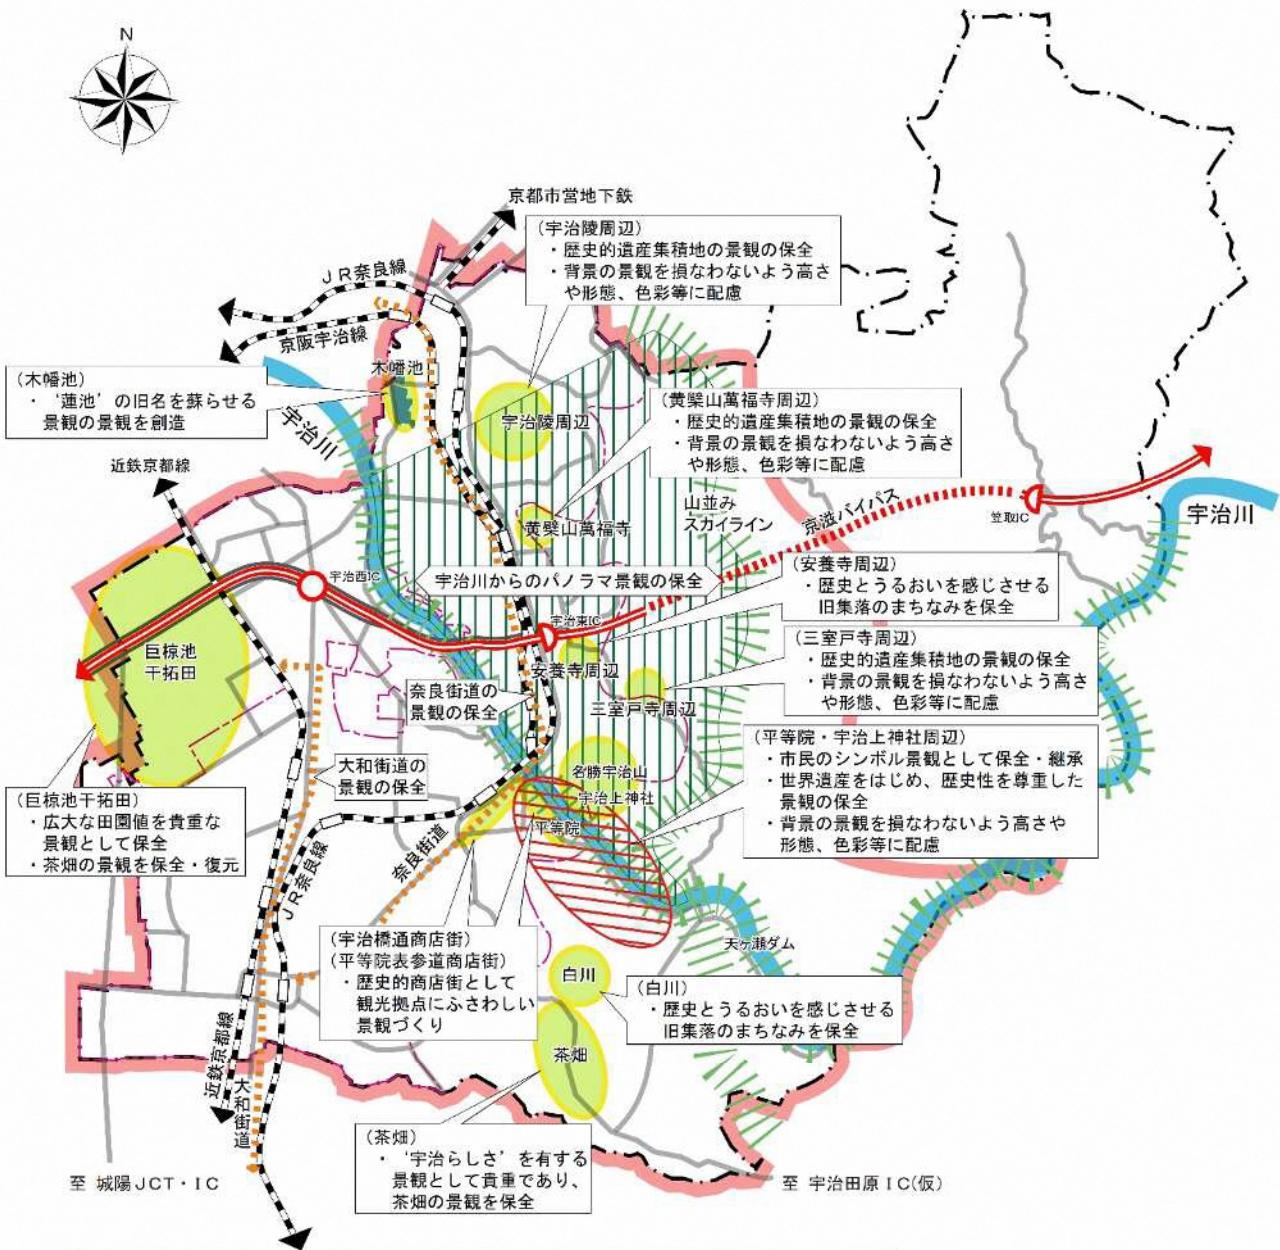 N
京都市営地下鉄
(宇治陵周辺)
・歴史的遺産集積地の景観の保全
・背景の景観を損なわないよう高さ
や形態、色彩等に配慮
JR奈良線
京阪宇治線
木幡池
(木幡池)
・‘蓮池’の旧名を蘇らせる
景観の景観を創造
宇治川
宇治陵周辺
(黄檗山萬福寺周辺)
・歴史的遺産集積地の景観の保全
・背景の景観を損なわないよう高さ
や形態、色彩等に配慮
近鉄京都線
黄檗山萬福寺
山並み
スカイライン
京滋バイパス
笠取IC
宇治川
宇治西IC
宇治川からのパノラマ景観の保全
(安養寺周辺)
・歴史とうるおいを感じさせる
旧集落のまちなみを保全
宇治東IC
巨椋池
干拓田
安養寺周辺
(三室戸寺周辺)
・歴史的遺産集積地の景観の保全
・背景の景観を損なわないよう高さ
や形態、色彩等に配慮
奈良街道の
景観の保全
三室戸寺周辺
(平等院・宇治上神社周辺)
・市民のシンボル景観として保全・継承
・世界遺産をはじめ、歴史性を尊重した
景観の保全
・背景の景観を損なわないよう高さや
形態、色彩等に配慮
大和街道の
景観の保全
名勝宇治山
宇治上神社
平等院
(巨椋池干拓田)
・広大な田園値を貴重な
景観として保全
・茶畑の景観を保全・復元
奈良街道
JR奈良線
(宇治橋通商店街)
(平等院表参道商店街)
・歴史的商店街として
観光拠点にふさわしい
景観づくり
天ヶ瀬ダム
白川
(白川)
・歴史とうるおいを感じさせる
旧集落のまちなみを保全
茶畑
近鉄京都線
大和街道
(茶畑)
・‘宇治らしさ’を有する
景観として貴重であり、
茶畑の景観を保全
至 城陽JCT・IC
至 宇治田原IC(仮)